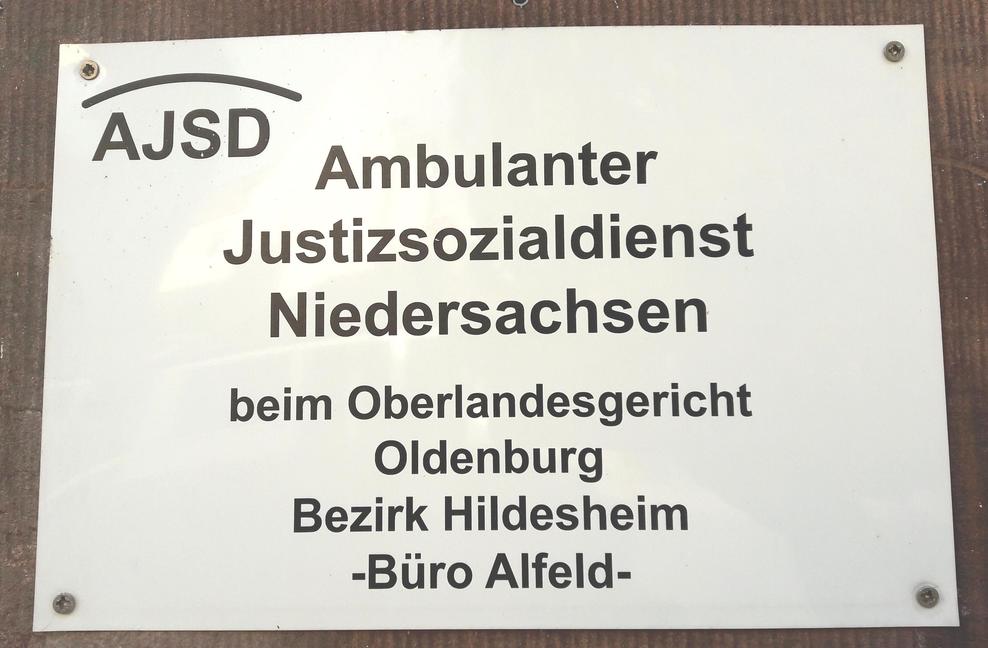 AJSD
Ambulanter
Justizsozialdienst
Niedersachsen
beim Oberlandesgericht
Oldenburg
Bezirk Hildesheim
-Büro Alfeld-